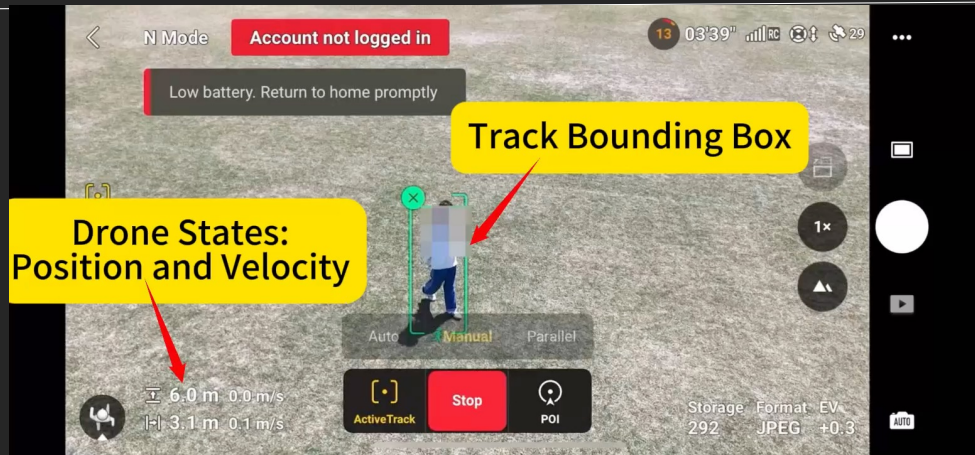 N Mode
Account not logged in
13 03'39" RC 29
Low battery. Return to home promptly
Track Bounding Box
Drone States:
Position and Velocity
1×
Auto Manual Parallel
6.0 m 0.0 m/s
3.1 m 0.1 m/s
ActiveTrack
Stop
POI
Storage Format EV
292 JPEG +0.3
AUTO